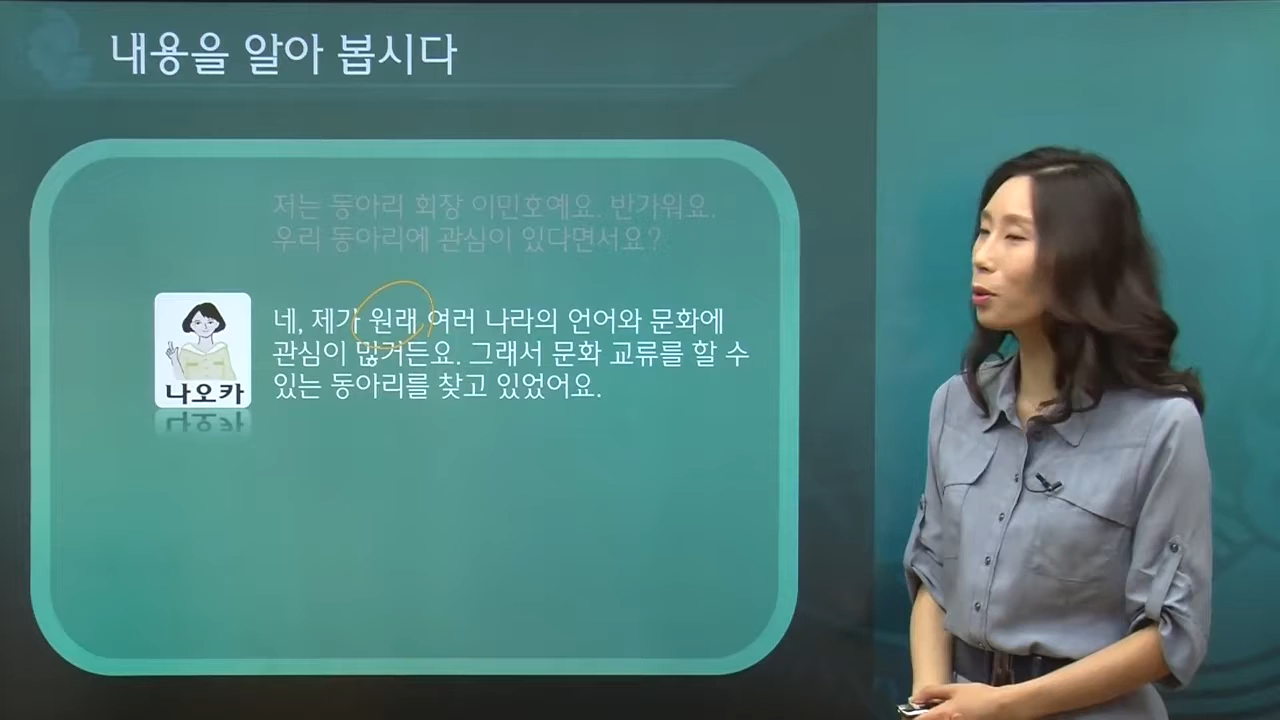 내용을 알아 봅시다
저는 동아리 회장 이민호예요. 반가워요.
우리 동아리에 관심이 있다면서요?
네, 제가 원래 여러 나라의 언어와 문화에
관심이 많거든요. 그래서 문화 교류를 할 수
있는 동아리를 찾고 있었어요.
나오카